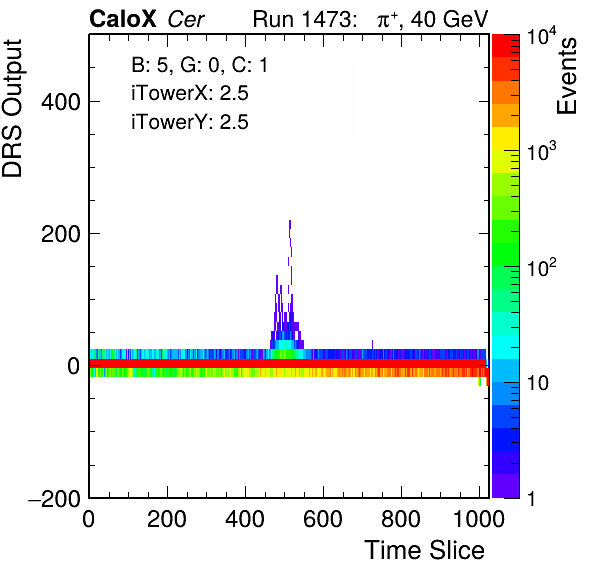 CaloX Cer Run 1473: π⁺, 40 GeV
B: 5, G: 0, C: 1
iTowerX: 2.5
iTowerY: 2.5
DRS Output
400
200
0
−200
0 200 400 600 800 1000
Time Slice
Events
10⁴
10³
10²
10
1